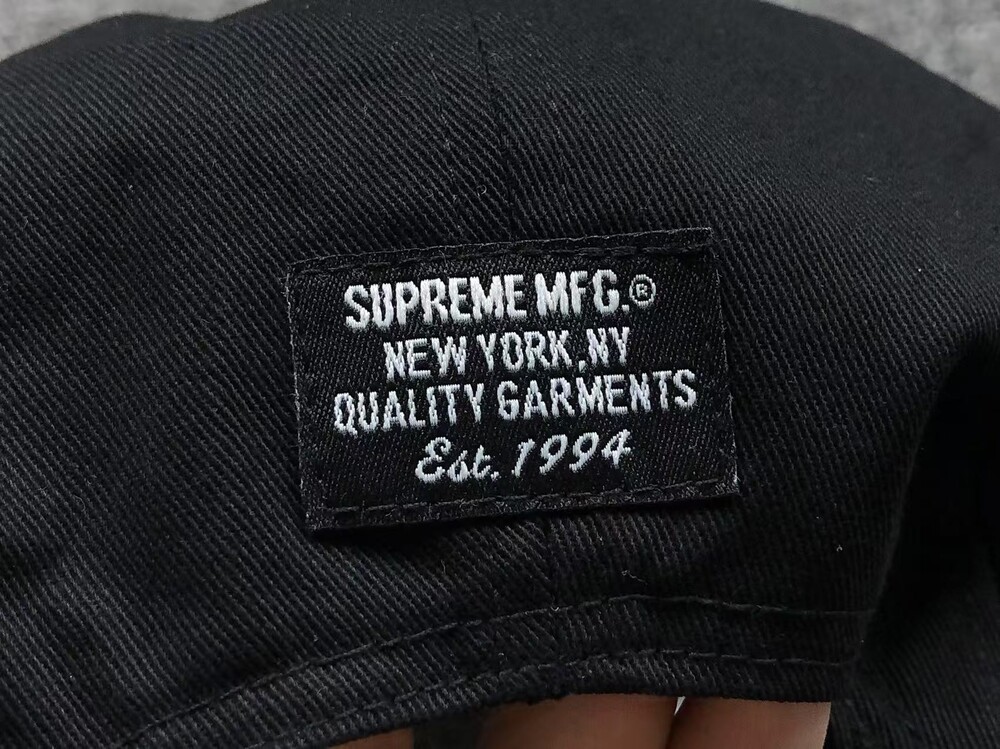 SUPREME MFG.®
NEW YORK,NY
QUALITY GARMENTS
Est. 1994